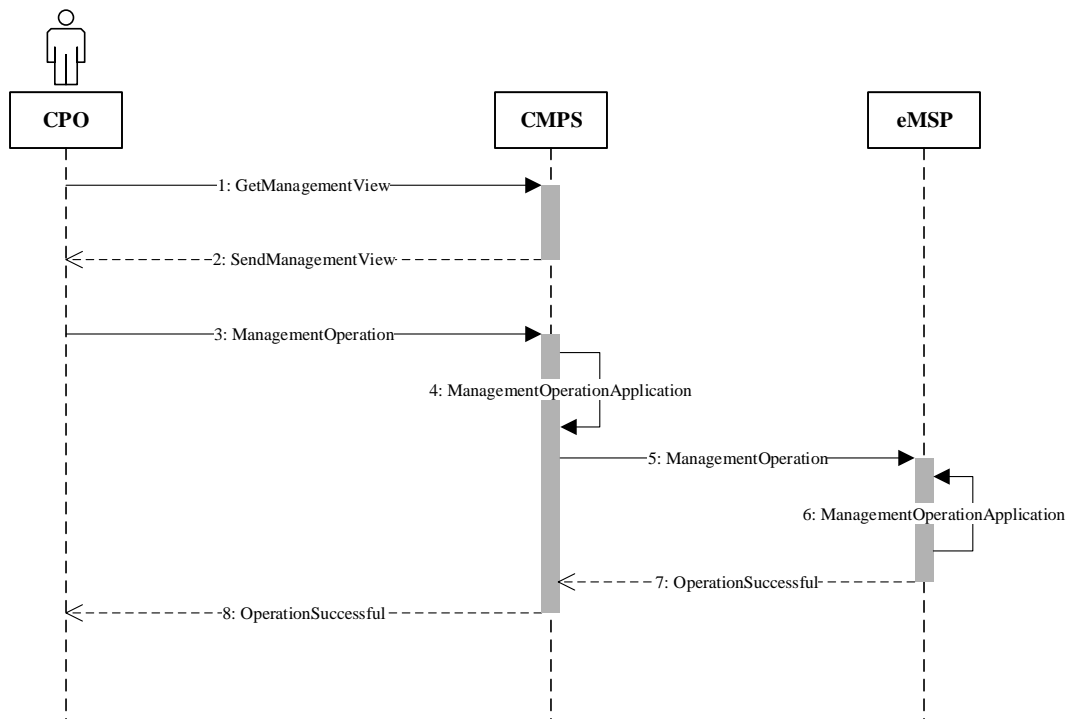 CPO
CMPS
eMSP
1: GetManagementView
2: SendManagementView
3: ManagementOperation
4: ManagementOperationApplication
5: ManagementOperation
6: ManagementOperationApplication
7: OperationSuccessful
8: OperationSuccessful